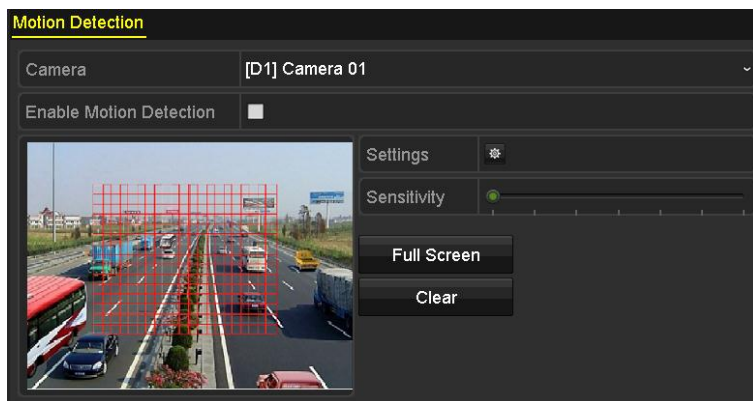 Motion Detection
Camera [D1] Camera 01
Enable Motion Detection
Settings
Sensitivity
Full Screen
Clear